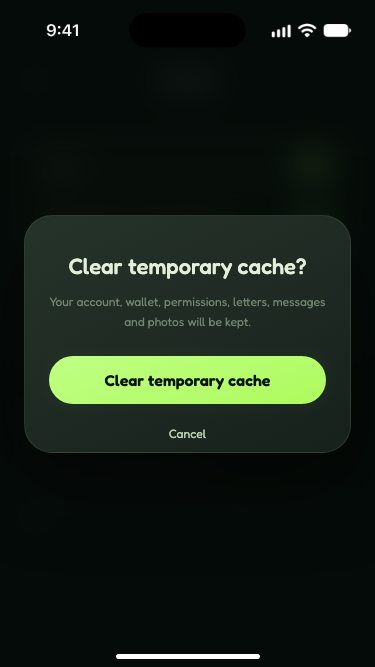 9:41
Clear temporary cache?
Your account, wallet, permissions, letters, messages
and photos will be kept.
Clear temporary cache
Cancel